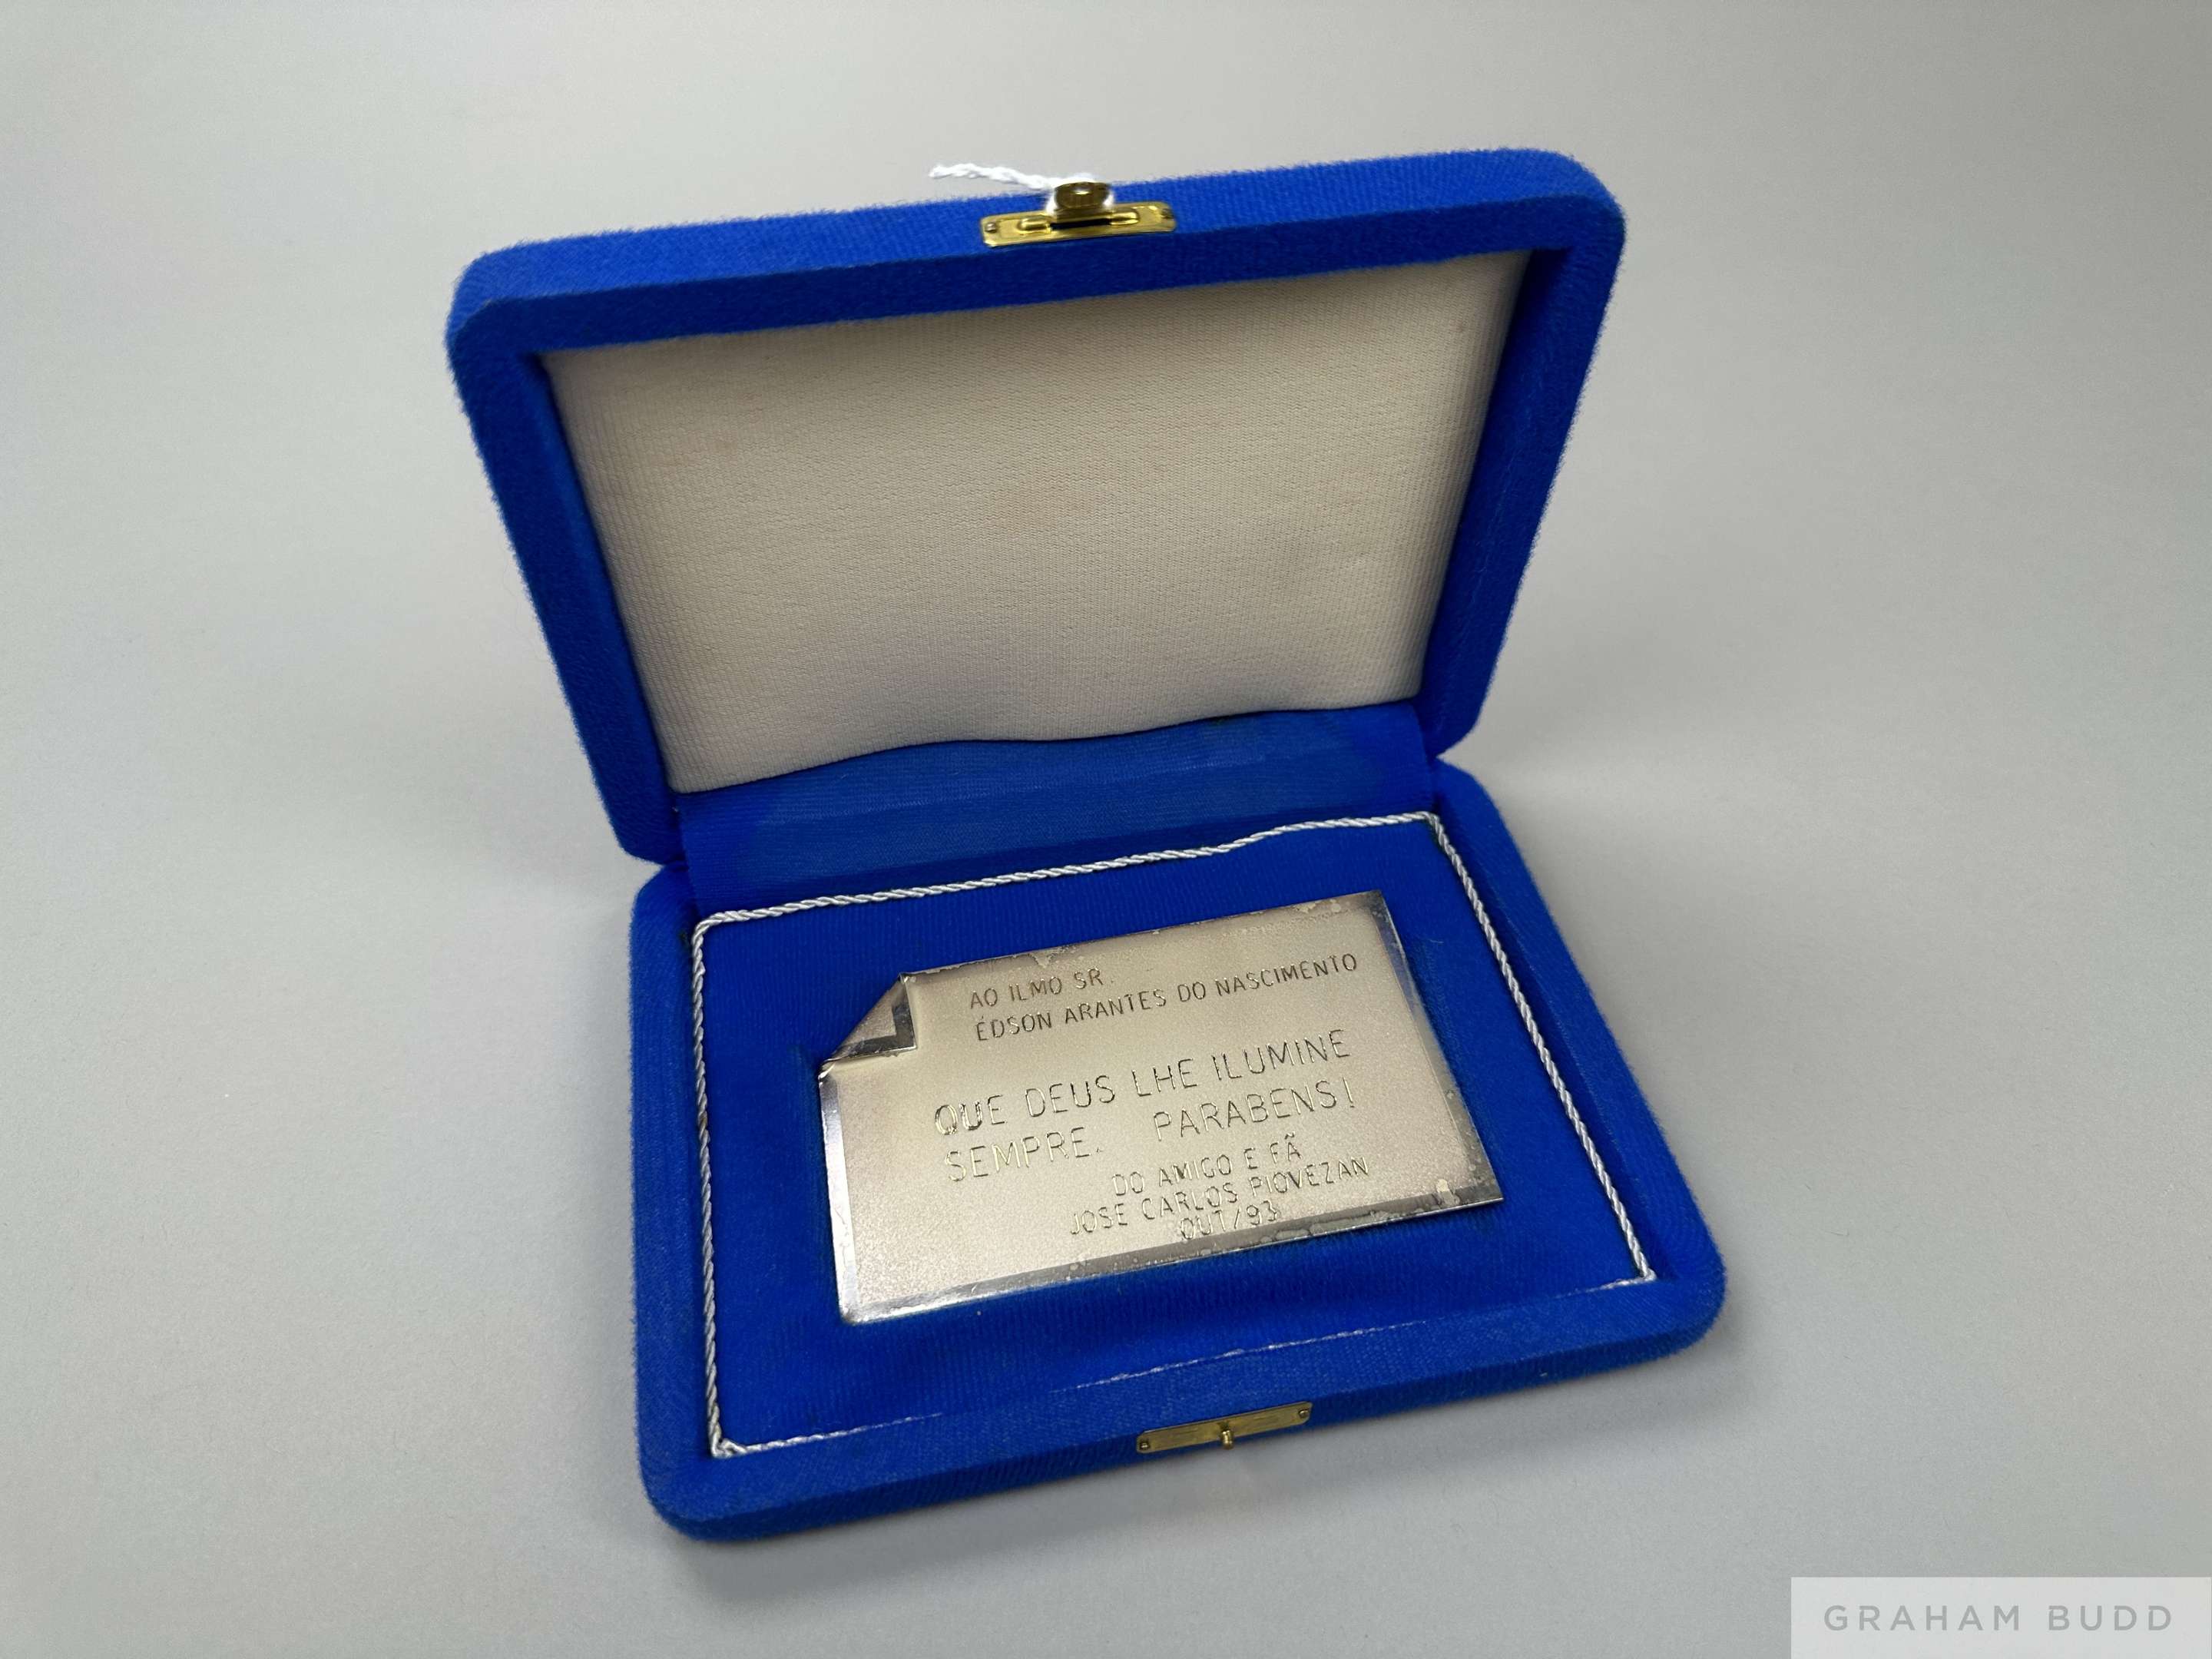 AO ILMO SR.
ÉDSON ARANTES DO NASCIMENTO
QUE DEUS LHE ILUMINE
SEMPRE. PARABENS!
DO AMIGO E FÃ
JOSE CARLOS PIOVEZAN
OUT/93
GRAHAM BUDD